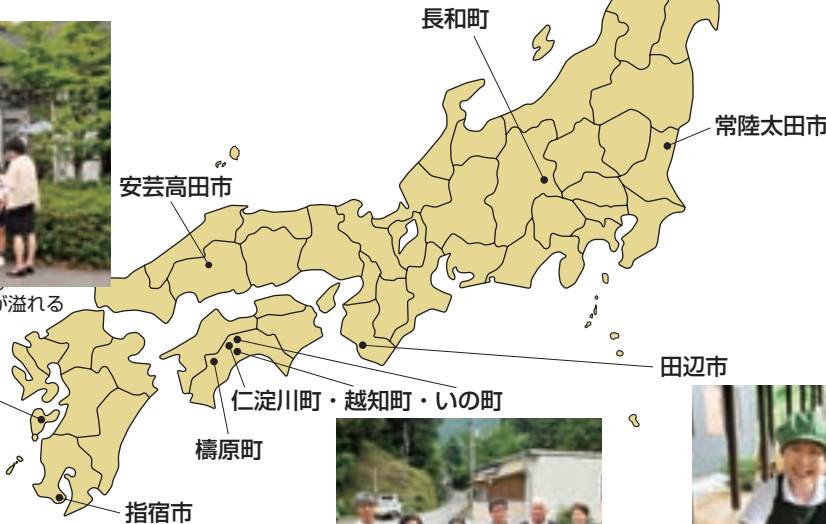 長和町
常陸太田市
安芸高田市
が溢れる
田辺市
仁淀川町・越知町・いの町
檮原町
指宿市